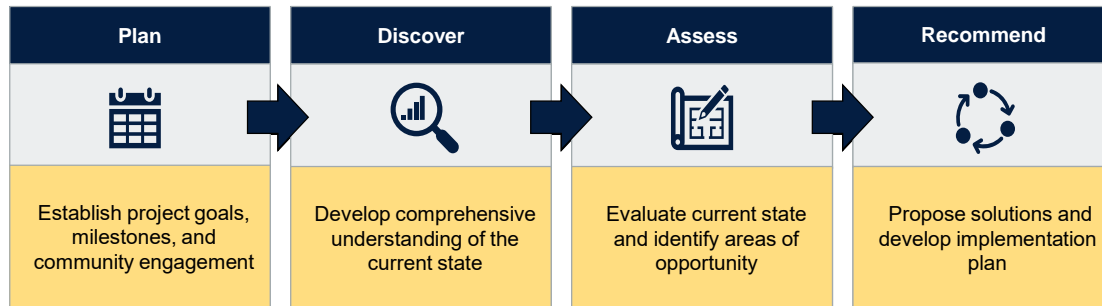 Plan
Establish project goals,
milestones, and
community engagement
Discover
Develop comprehensive
understanding of the
current state
Assess
Evaluate current state
and identify areas of
opportunity
Recommend
Propose solutions and
develop implementation
plan